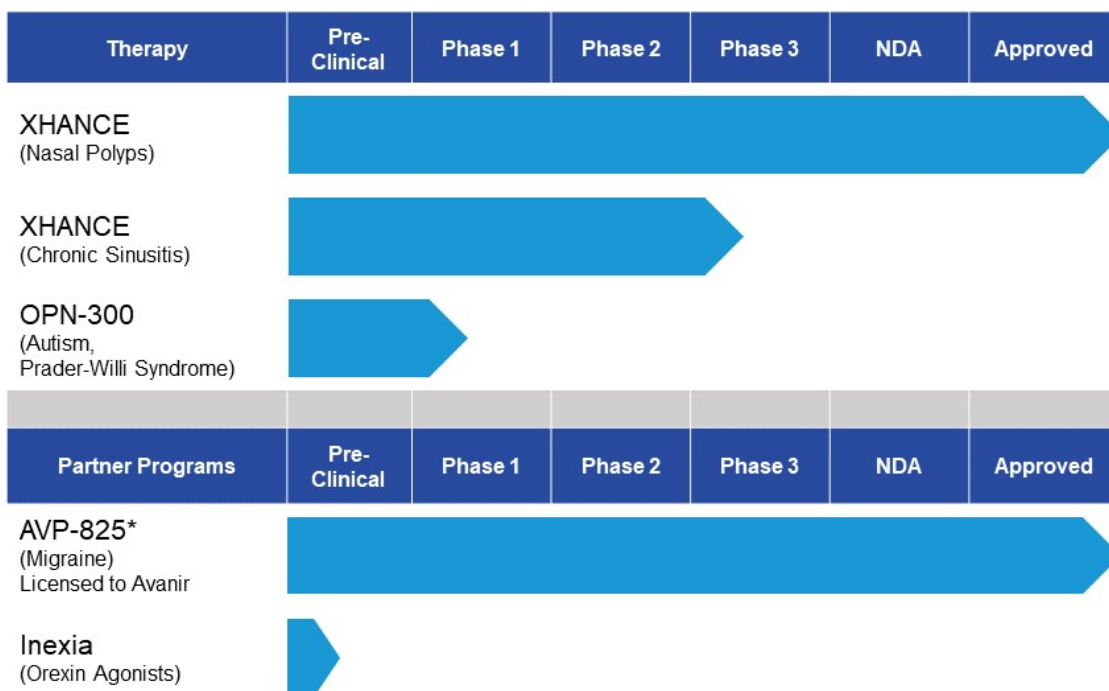 Therapy
Pre-
Clinical
Phase 1
Phase 2
Phase 3
NDA
Approved
XHANCE
(Nasal Polyps)
XHANCE
(Chronic Sinusitis)
OPN-300
(Autism,
Prader-Willi Syndrome)
Partner Programs
Pre-
Clinical
Phase 1
Phase 2
Phase 3
NDA
Approved
AVP-825*
(Migraine)
Licensed to Avanir
Inexia
(Orexin Agonists)